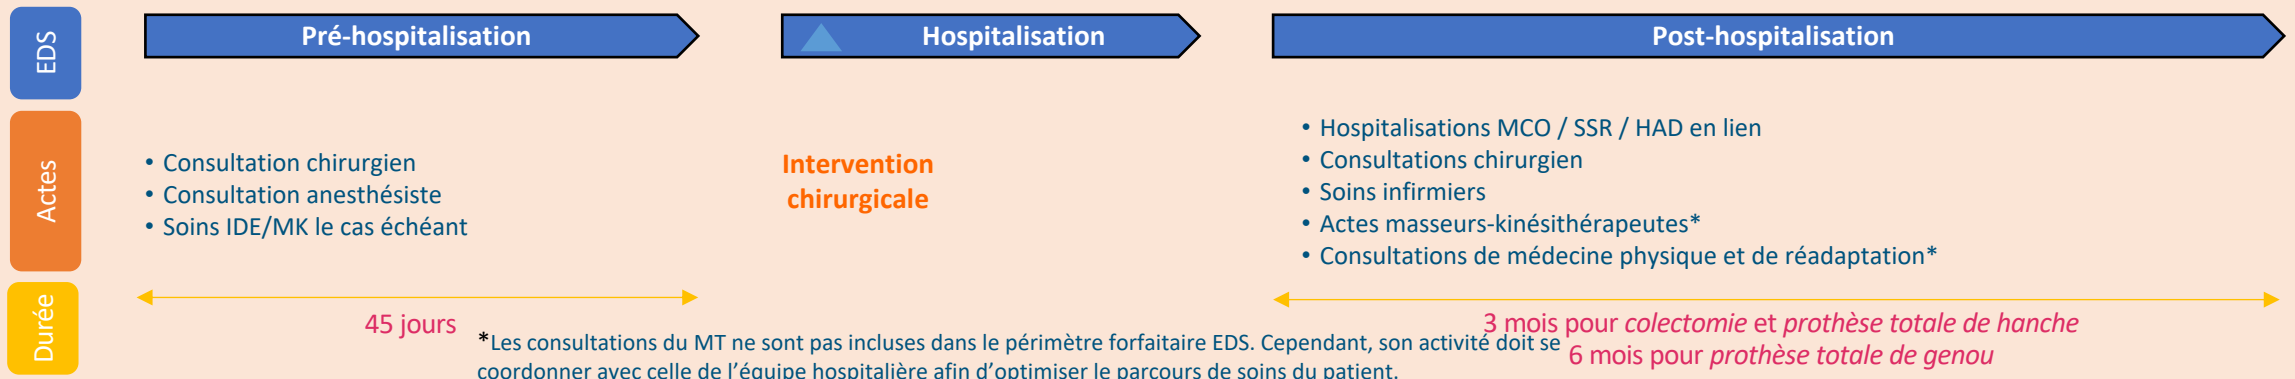 EDS
Pré-hospitalisation
Hospitalisation
Post-hospitalisation
Actes
• Consultation chirurgien
• Consultation anesthésiste
• Soins IDE/MK le cas échéant
Intervention
chirurgicale
• Hospitalisations MCO / SSR / HAD en lien
• Consultations chirurgien
• Soins infirmiers
• Actes masseurs-kinésithérapeutes*
• Consultations de médecine physique et de réadaptation*
Durée
45 jours
3 mois pour colectomie et prothèse totale de hanche
6 mois pour prothèse totale de genou
*Les consultations du MT ne sont pas incluses dans le périmètre forfaitaire EDS. Cependant, son activité doit se
coordonner avec celle de l'équipe hospitalière afin d'optimiser le parcours de soins du patient.